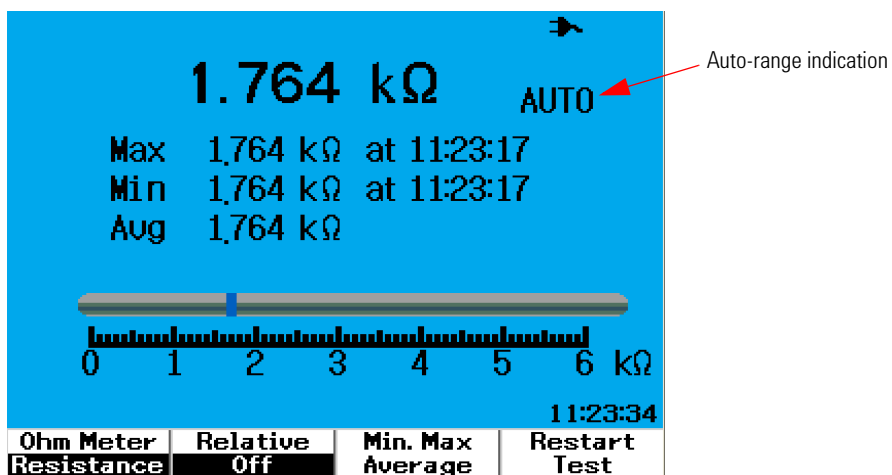 Auto-range indication
1.764 kΩ
AUTO
Max 1.764 kΩ at 11:23:17
Min 1.764 kΩ at 11:23:17
Avg 1.764 kΩ
0 1 2 3 4 5 6 kΩ
11:23:34
Ohm Meter Relative Min. Max Restart
Resistance Off Average Test